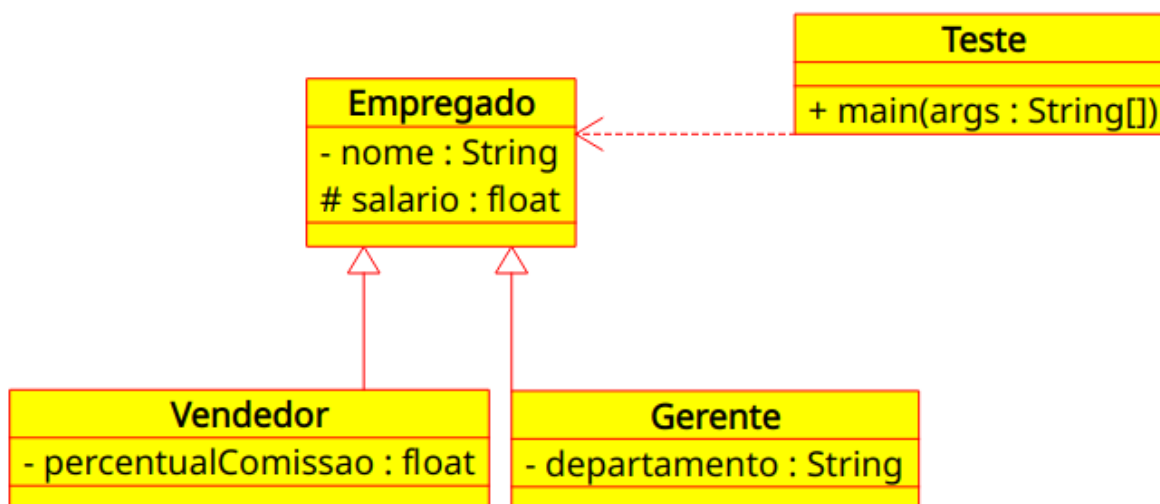 Teste
+ main(args : String[])
Empregado
- nome : String
# salario : float
Vendedor
- percentualComissao : float
Gerente
- departamento : String